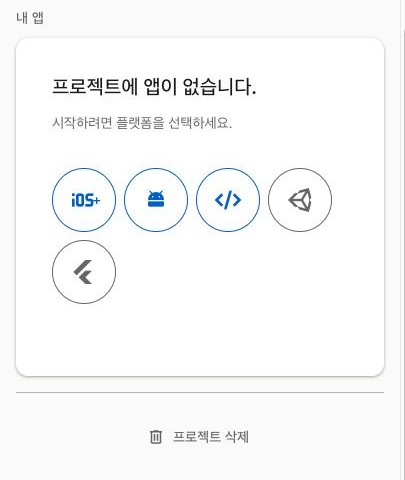 내 앱
프로젝트에 앱이 없습니다.
시작하려면 플랫폼을 선택하세요.
iOS+
</>
프로젝트 삭제